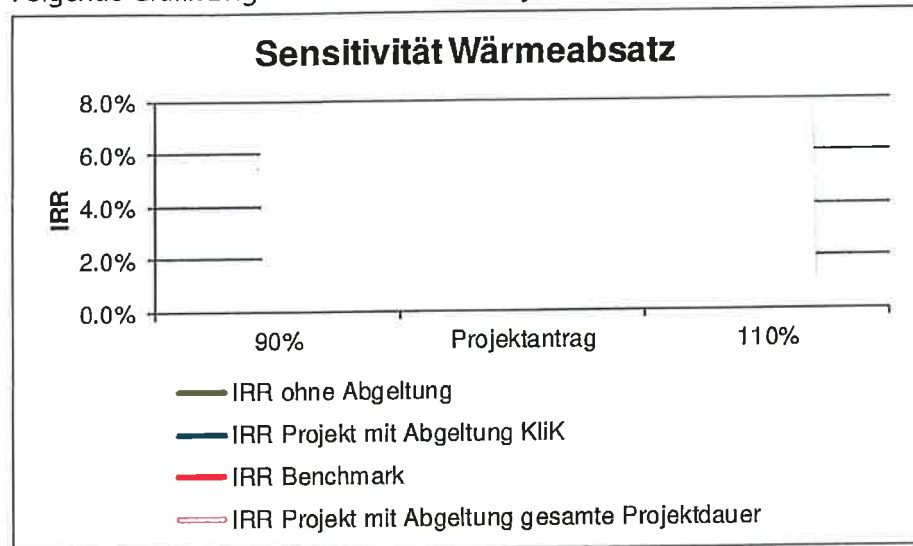 Sensitivität Wärmeabsatz
8.0%
6.0%
4.0%
2.0%
0.0%
IRR
90% Projektantrag 110%
IRR ohne Abgeltung
IRR Projekt mit Abgeltung KliK
IRR Benchmark
IRR Projekt mit Abgeltung gesamte Projektdauer